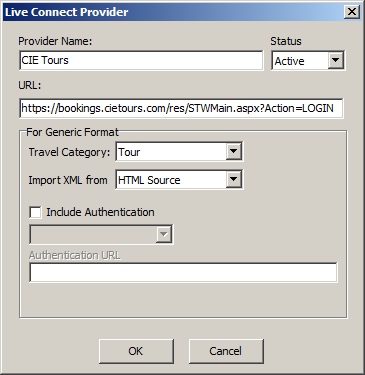 Live Connect Provider
Provider Name:
Status
CIE Tours
Active
URL:
https://bookings.cietours.com/res/STWMain.aspx?Action=LOGIN
For Generic Format
Travel Category:
Tour
Import XML from
HTML Source
Include Authentication
Authentication URL
OK
Cancel